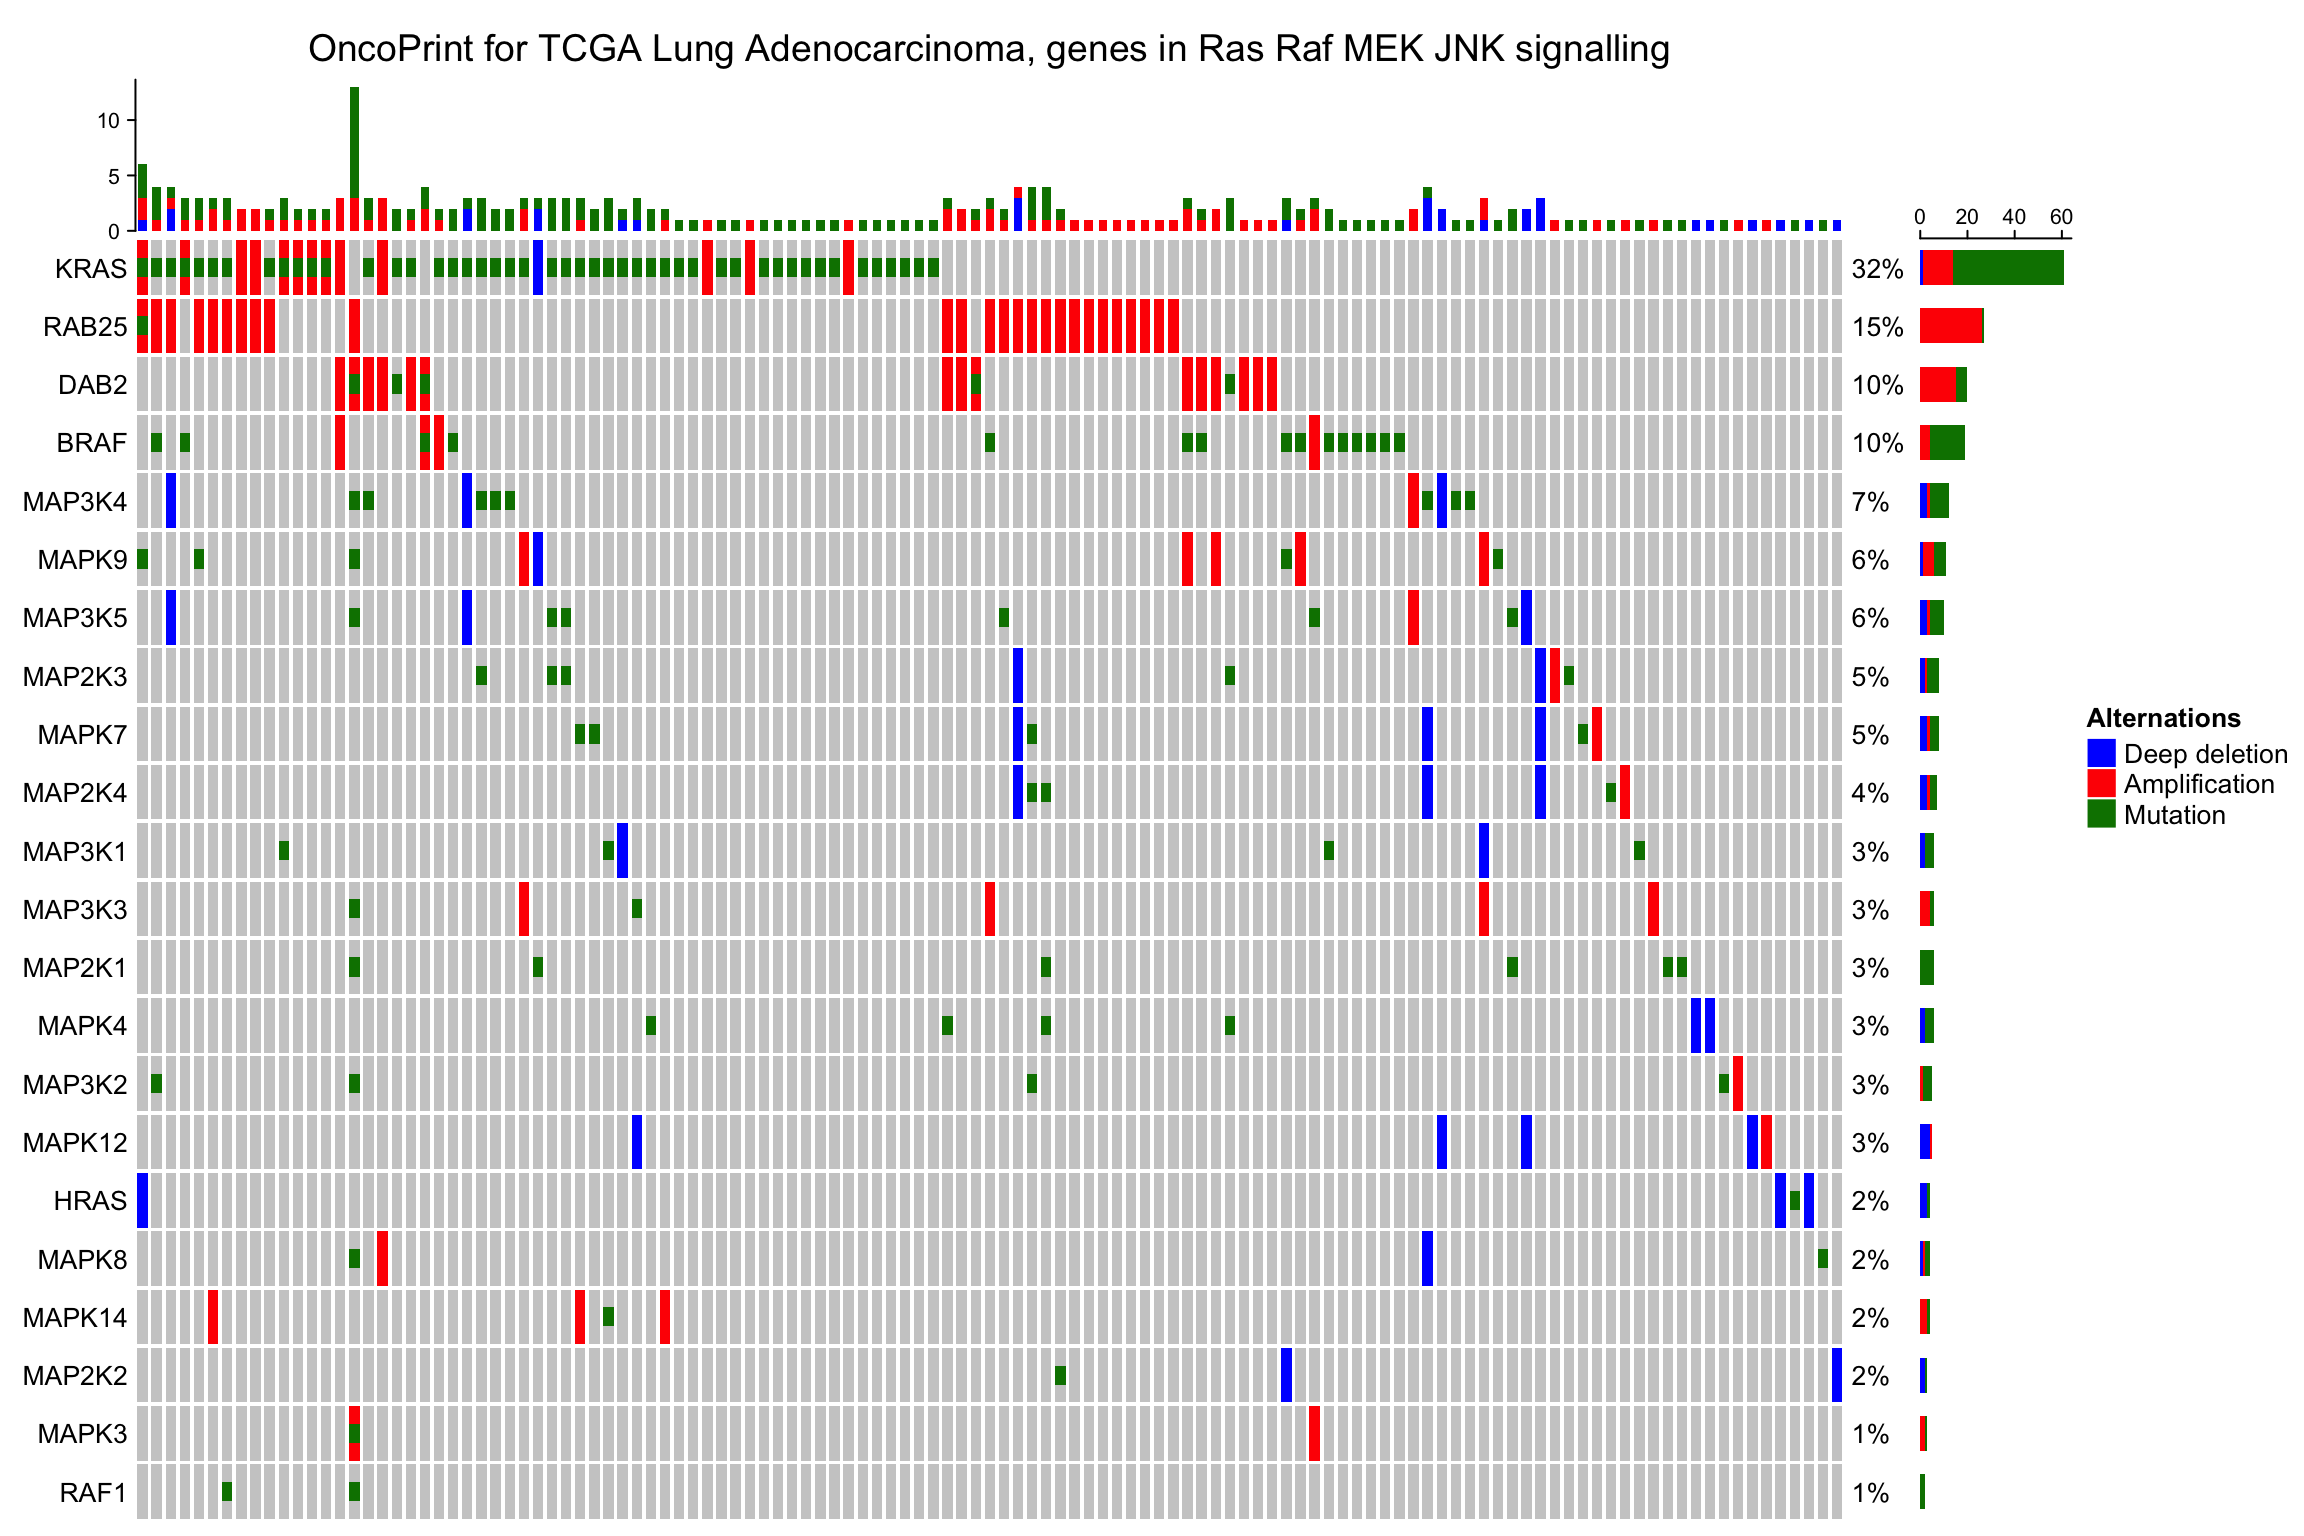 OncoPrint for TCGA Lung Adenocarcinoma, genes in Ras Raf MEK JNK signalling
10
5
0
0 20 40 60
KRAS 32%
RAB25 15%
DAB2 10%
BRAF 10%
MAP3K4 7%
MAPK9 6%
MAP3K5 6%
MAP2K3 5%
MAPK7 5%
Alternations
Deep deletion
Amplification
Mutation
MAP2K4 4%
MAP3K1 3%
MAP3K3 3%
MAP2K1 3%
MAPK4 3%
MAP3K2 3%
MAPK12 3%
HRAS 2%
MAPK8 2%
MAPK14 2%
MAP2K2 2%
MAPK3 1%
RAF1 1%